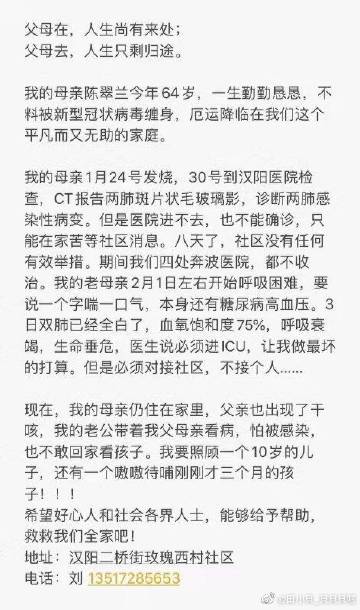 父母在，人生尚有来处；
父母去，人生只剩归途。
我的母亲陈翠兰今年64岁，一生勤勤恳恳，不
料被新型冠状病毒缠身，厄运降临在我们这个
平凡而又无助的家庭。
我的母亲1月24号发烧，30号到汉阳医院检
查，CT报告两肺斑片状毛玻璃影，诊断两肺感
染性病变。但是医院进不去，也不能确诊，只
能在家苦等社区消息。八天了，社区没有任何
有效举措。期间我们四处奔波医院，都不收
治。我的老母亲2月1日左右开始呼吸困难，要
说一个字喘一口气，本身还有糖尿病高血压。3
日双肺已经全白了，血氧饱和度75%，呼吸衰
竭，生命垂危，医生说必须进ICU，让我做最坏
的打算。但是必须对接社区，不接个人……
现在，我的母亲仍住在家里，父亲也出现了干
咳，我的老公带着我父母看病，怕被感染，
也不敢回家看孩子。我要照顾一个10岁的儿
子，还有一个嗷嗷待哺刚刚才三个月的孩
子！！！
希望好心人和社会各界人士，能够给予帮助，
救救我们全家吧！
地址：汉阳二桥街玫瑰西村社区
电话：刘 13517285653